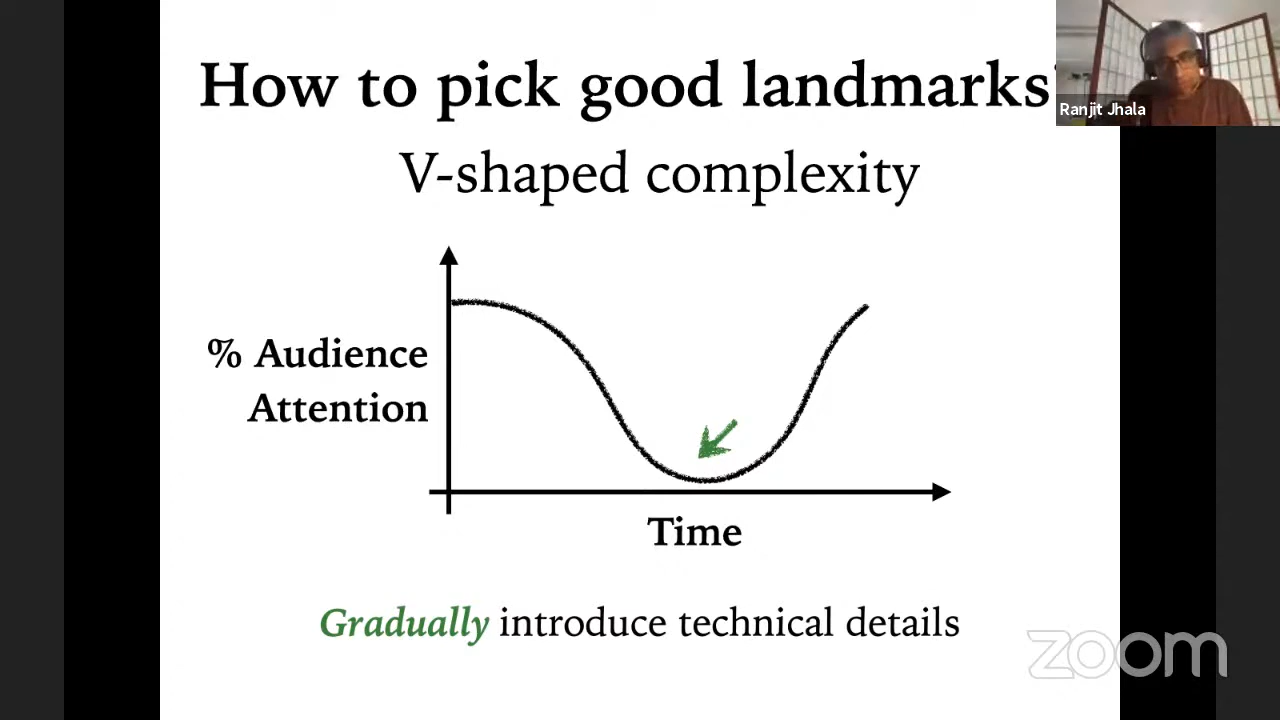 How to pick good landmarks
V-shaped complexity
% Audience
Attention
Time
Gradually introduce technical details
Ranjit Jhala
zoom